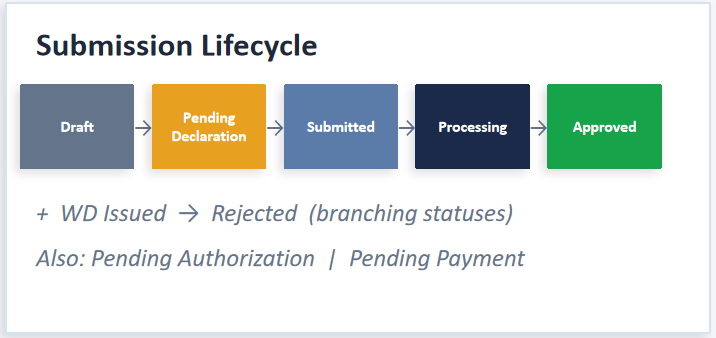 Submission Lifecycle
Draft → Pending Declaration → Submitted → Processing → Approved
+ WD Issued → Rejected (branching statuses)
Also: Pending Authorization | Pending Payment